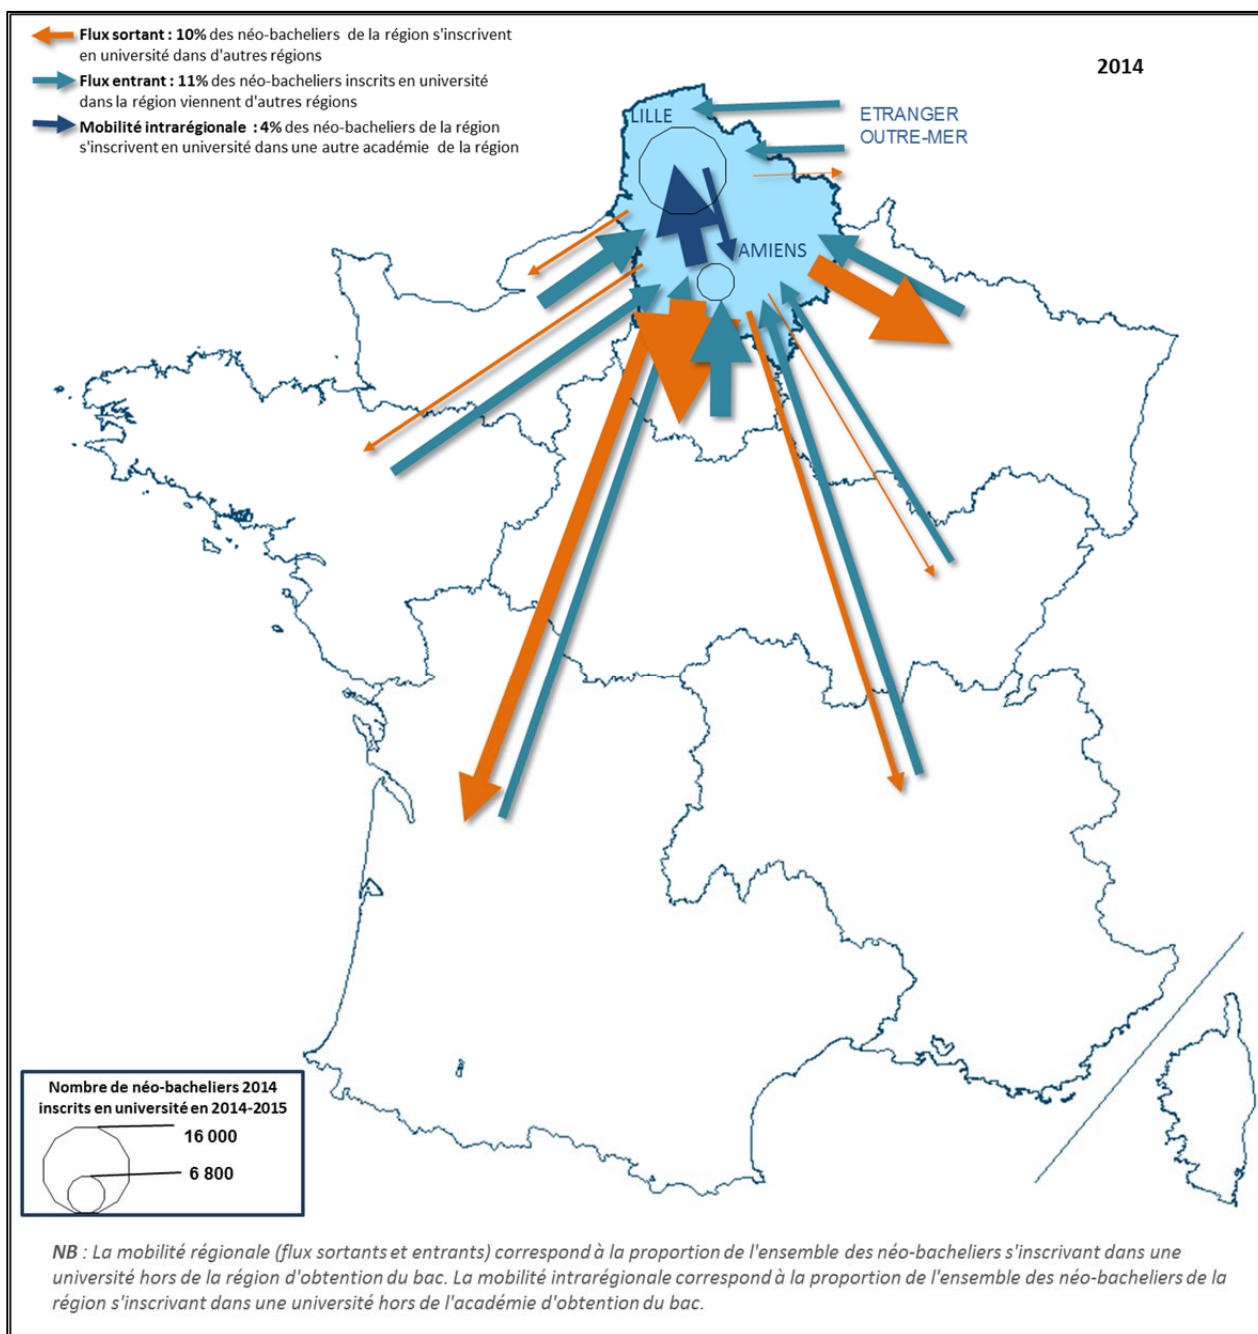 Flux sortant : 10% des néo-bacheliers de la région s'inscrivent
en université dans d'autres régions
Flux entrant : 11% des néo-bacheliers inscrits en université
dans la région viennent d'autres régions
Mobilité intrarégionale : 4% des néo-bacheliers de la région
s'inscrivent en université dans une autre académie de la région
2014
LILLE
ETRANGER
OUTRE-MER
AMIENS
Nombre de néo-bacheliers 2014
inscrits en université en 2014-2015
16 000
6 800
NB : La mobilité régionale (flux sortants et entrants) correspond à la proportion de l'ensemble des néo-bacheliers s'inscrivant dans une
université hors de la région d'obtention du bac. La mobilité intrarégionale correspond à la proportion de l'ensemble des néo-bacheliers de la
région s'inscrivant dans une université hors de l'académie d'obtention du bac.